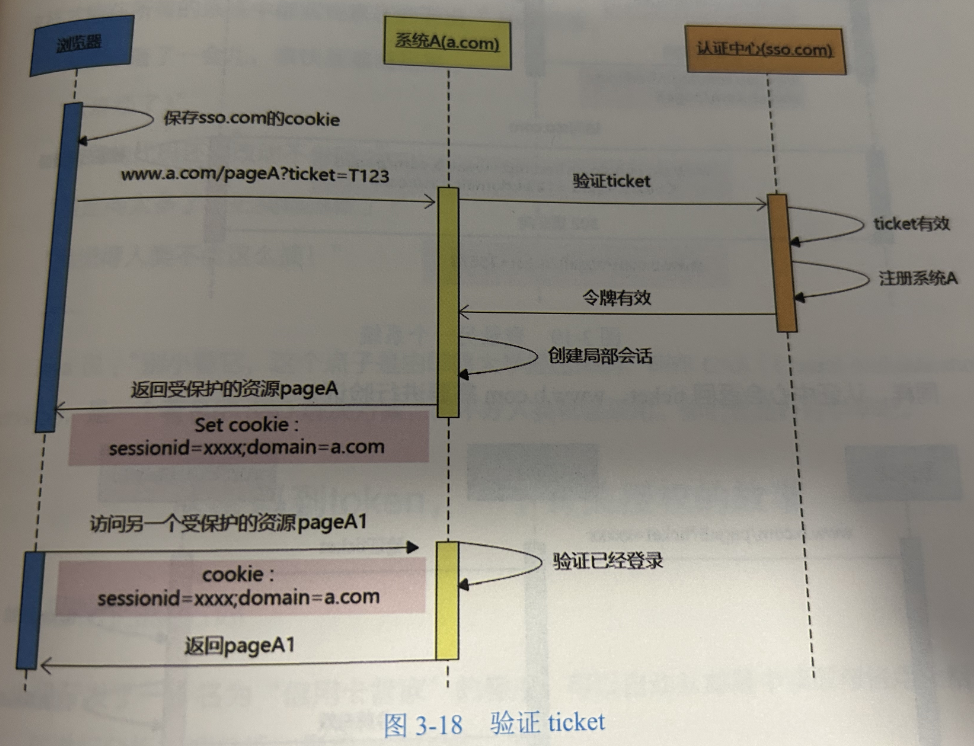 浏览器
系统A(a.com)
认证中心(sso.com)
保存sso.com的cookie
www.a.com/pageA?ticket=T123
验证ticket
ticket有效
注册系统A
令牌有效
创建局部会话
返回受保护的资源pageA
Set cookie :
sessionid=xxxx;domain=a.com
访问另一个受保护的资源pageA1
验证已经登录
cookie :
sessionid=xxxx;domain=a.com
返回pageA1
图 3-18 验证 ticket